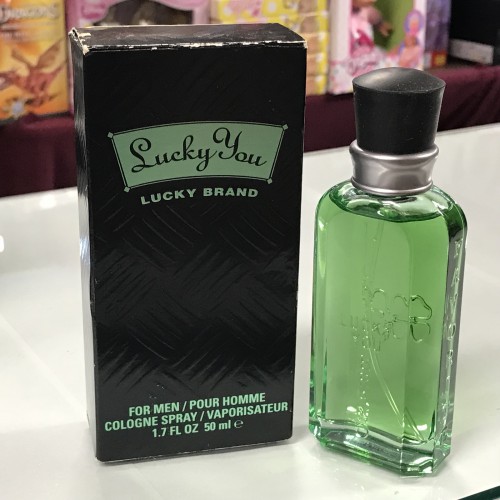 Lucky You
LUCKY BRAND
FOR MEN / POUR HOMME
COLOGNE SPRAY / VAPORISATEUR
1.7 FL OZ 50 ml ℮